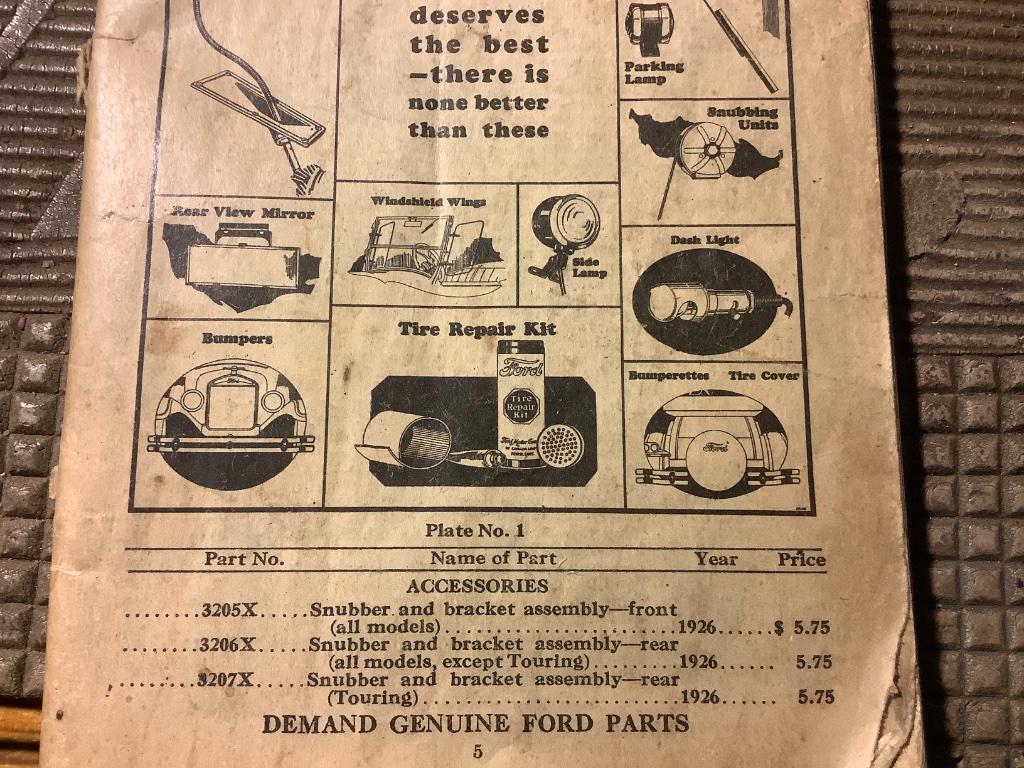 deserves
the best
—there is
none better
than these
Parking
Lamp
Snubbing
Units
Rear View Mirror
Windshield Wings
Side
Lamp
Dash Light
Bumpers
Tire Repair Kit
Ford
Tire
Repair
Kit
Bumperettes Tire Cover
Ford
Plate No. 1
Part No. Name of Part Year Price
ACCESSORIES
........3205X.....Snubber and bracket assembly—front
(all models)........................1926......$ 5.75
........3206X.....Snubber and bracket assembly—rear
(all models, except Touring).........1926...... 5.75
.........3207X.....Snubber and bracket assembly—rear
(Touring)...........................1926...... 5.75
DEMAND GENUINE FORD PARTS
5